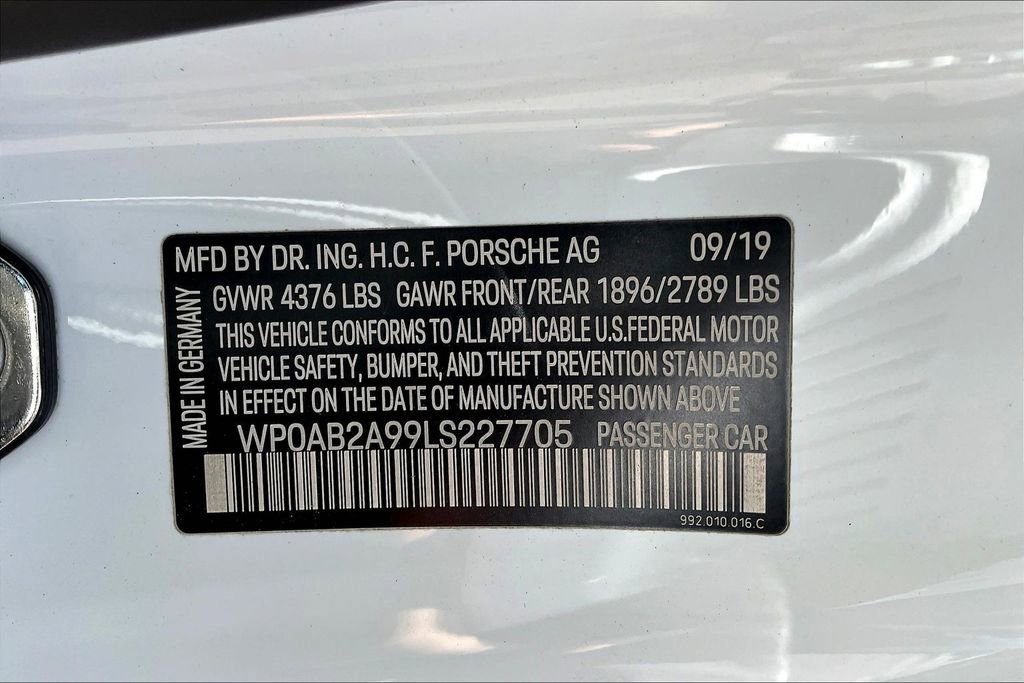 MFD BY DR. ING. H.C. F. PORSCHE AG 09/19
GVWR 4376 LBS GAWR FRONT/REAR 1896/2789 LBS
THIS VEHICLE CONFORMS TO ALL APPLICABLE U.S.FEDERAL MOTOR
VEHICLE SAFETY, BUMPER, AND THEFT PREVENTION STANDARDS
IN EFFECT ON THE DATE OF MANUFACTURE SHOWN ABOVE
MADE IN GERMANY
WP0AB2A99LS227705 PASSENGER CAR
992.010.016.C